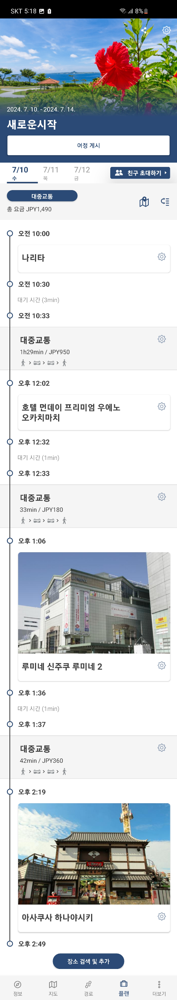 SKT 5:18 8%
2024. 7. 10. - 2024. 7. 14.
새로운시작
여정 게시
7/10 7/11 7/12
수 목 금
친구 초대하기
대중교통
총 요금 JPY1,490
오전 10:00
나리타
오전 10:30
대기 시간 (3min)
오전 10:33
대중교통
1h29min / JPY950
오후 12:02
호텔 먼데이 프리미엄 우에노
오카치마치
오후 12:32
대기 시간 (1min)
오후 12:33
대중교통
33min / JPY180
오후 1:06
LUMINE
루미네 신주쿠 루미네 2
오후 1:36
대기 시간 (1min)
오후 1:37
대중교통
42min / JPY360
오후 2:19
아사쿠사 하나야시키
오후 2:49
장소 검색 및 추가
정보 지도 경로 플랜 더보기